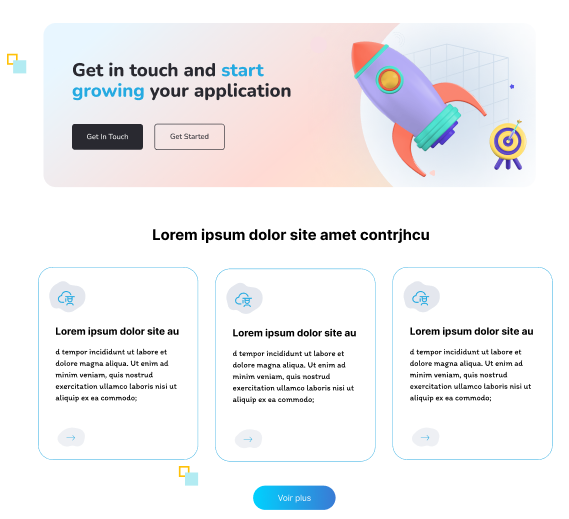 Get in touch and start
growing your application
Get In Touch
Get Started
Lorem ipsum dolor site amet contrjhcu
Lorem ipsum dolor site au
d tempor incididunt ut labore et
dolore magna aliqua. Ut enim ad
minim veniam, quis nostrud
exercitation ullamco laboris nisi ut
aliquip ex ea commodo;
Lorem ipsum dolor site au
d tempor incididunt ut labore et
dolore magna aliqua. Ut enim ad
minim veniam, quis nostrud
exercitation ullamco laboris nisi ut
aliquip ex ea commodo;
Lorem ipsum dolor site au
d tempor incididunt ut labore et
dolore magna aliqua. Ut enim ad
minim veniam, quis nostrud
exercitation ullamco laboris nisi ut
aliquip ex ea commodo;
Voir plus